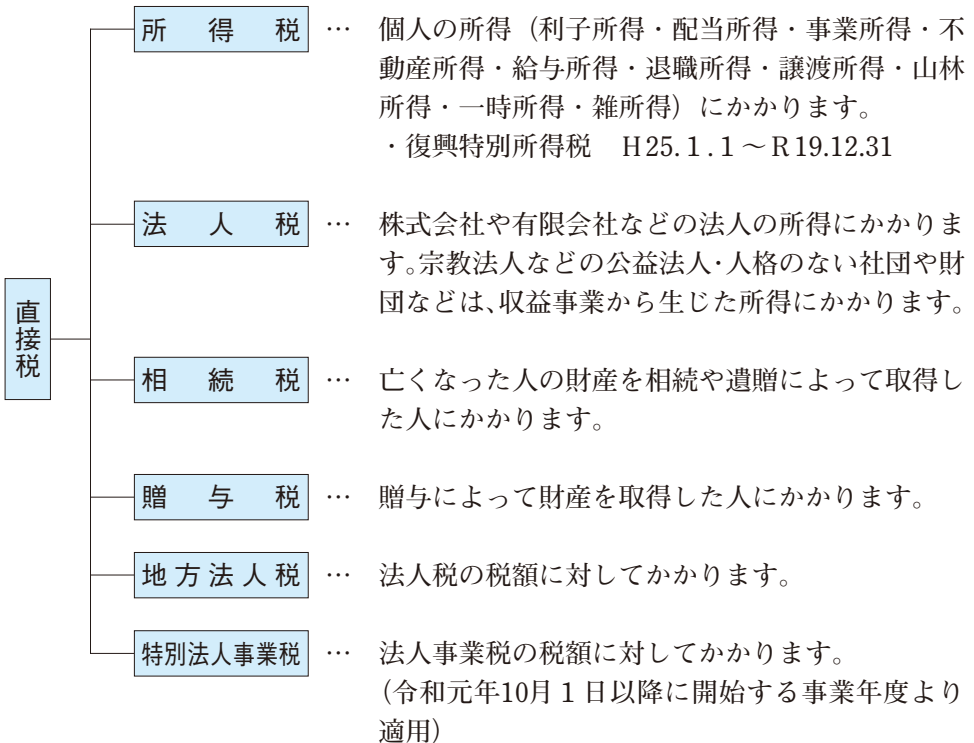 直接税
所得税 … 個人の所得（利子所得・配当所得・事業所得・不
動産所得・給与所得・退職所得・譲渡所得・山林
所得・一時所得・雑所得）にかかります。
・復興特別所得税　H25.1.1～R19.12.31
法人税 … 株式会社や有限会社などの法人の所得にかかりま
す。宗教法人などの公益法人・人格のない社団や財
団などは、収益事業から生じた所得にかかります。
相続税 … 亡くなった人の財産を相続や遺贈によって取得し
た人にかかります。
贈与税 … 贈与によって財産を取得した人にかかります。
地方法人税 … 法人税の税額に対してかかります。
特別法人事業税 … 法人事業税の税額に対してかかります。
（令和元年10月１日以降に開始する事業年度より
適用）